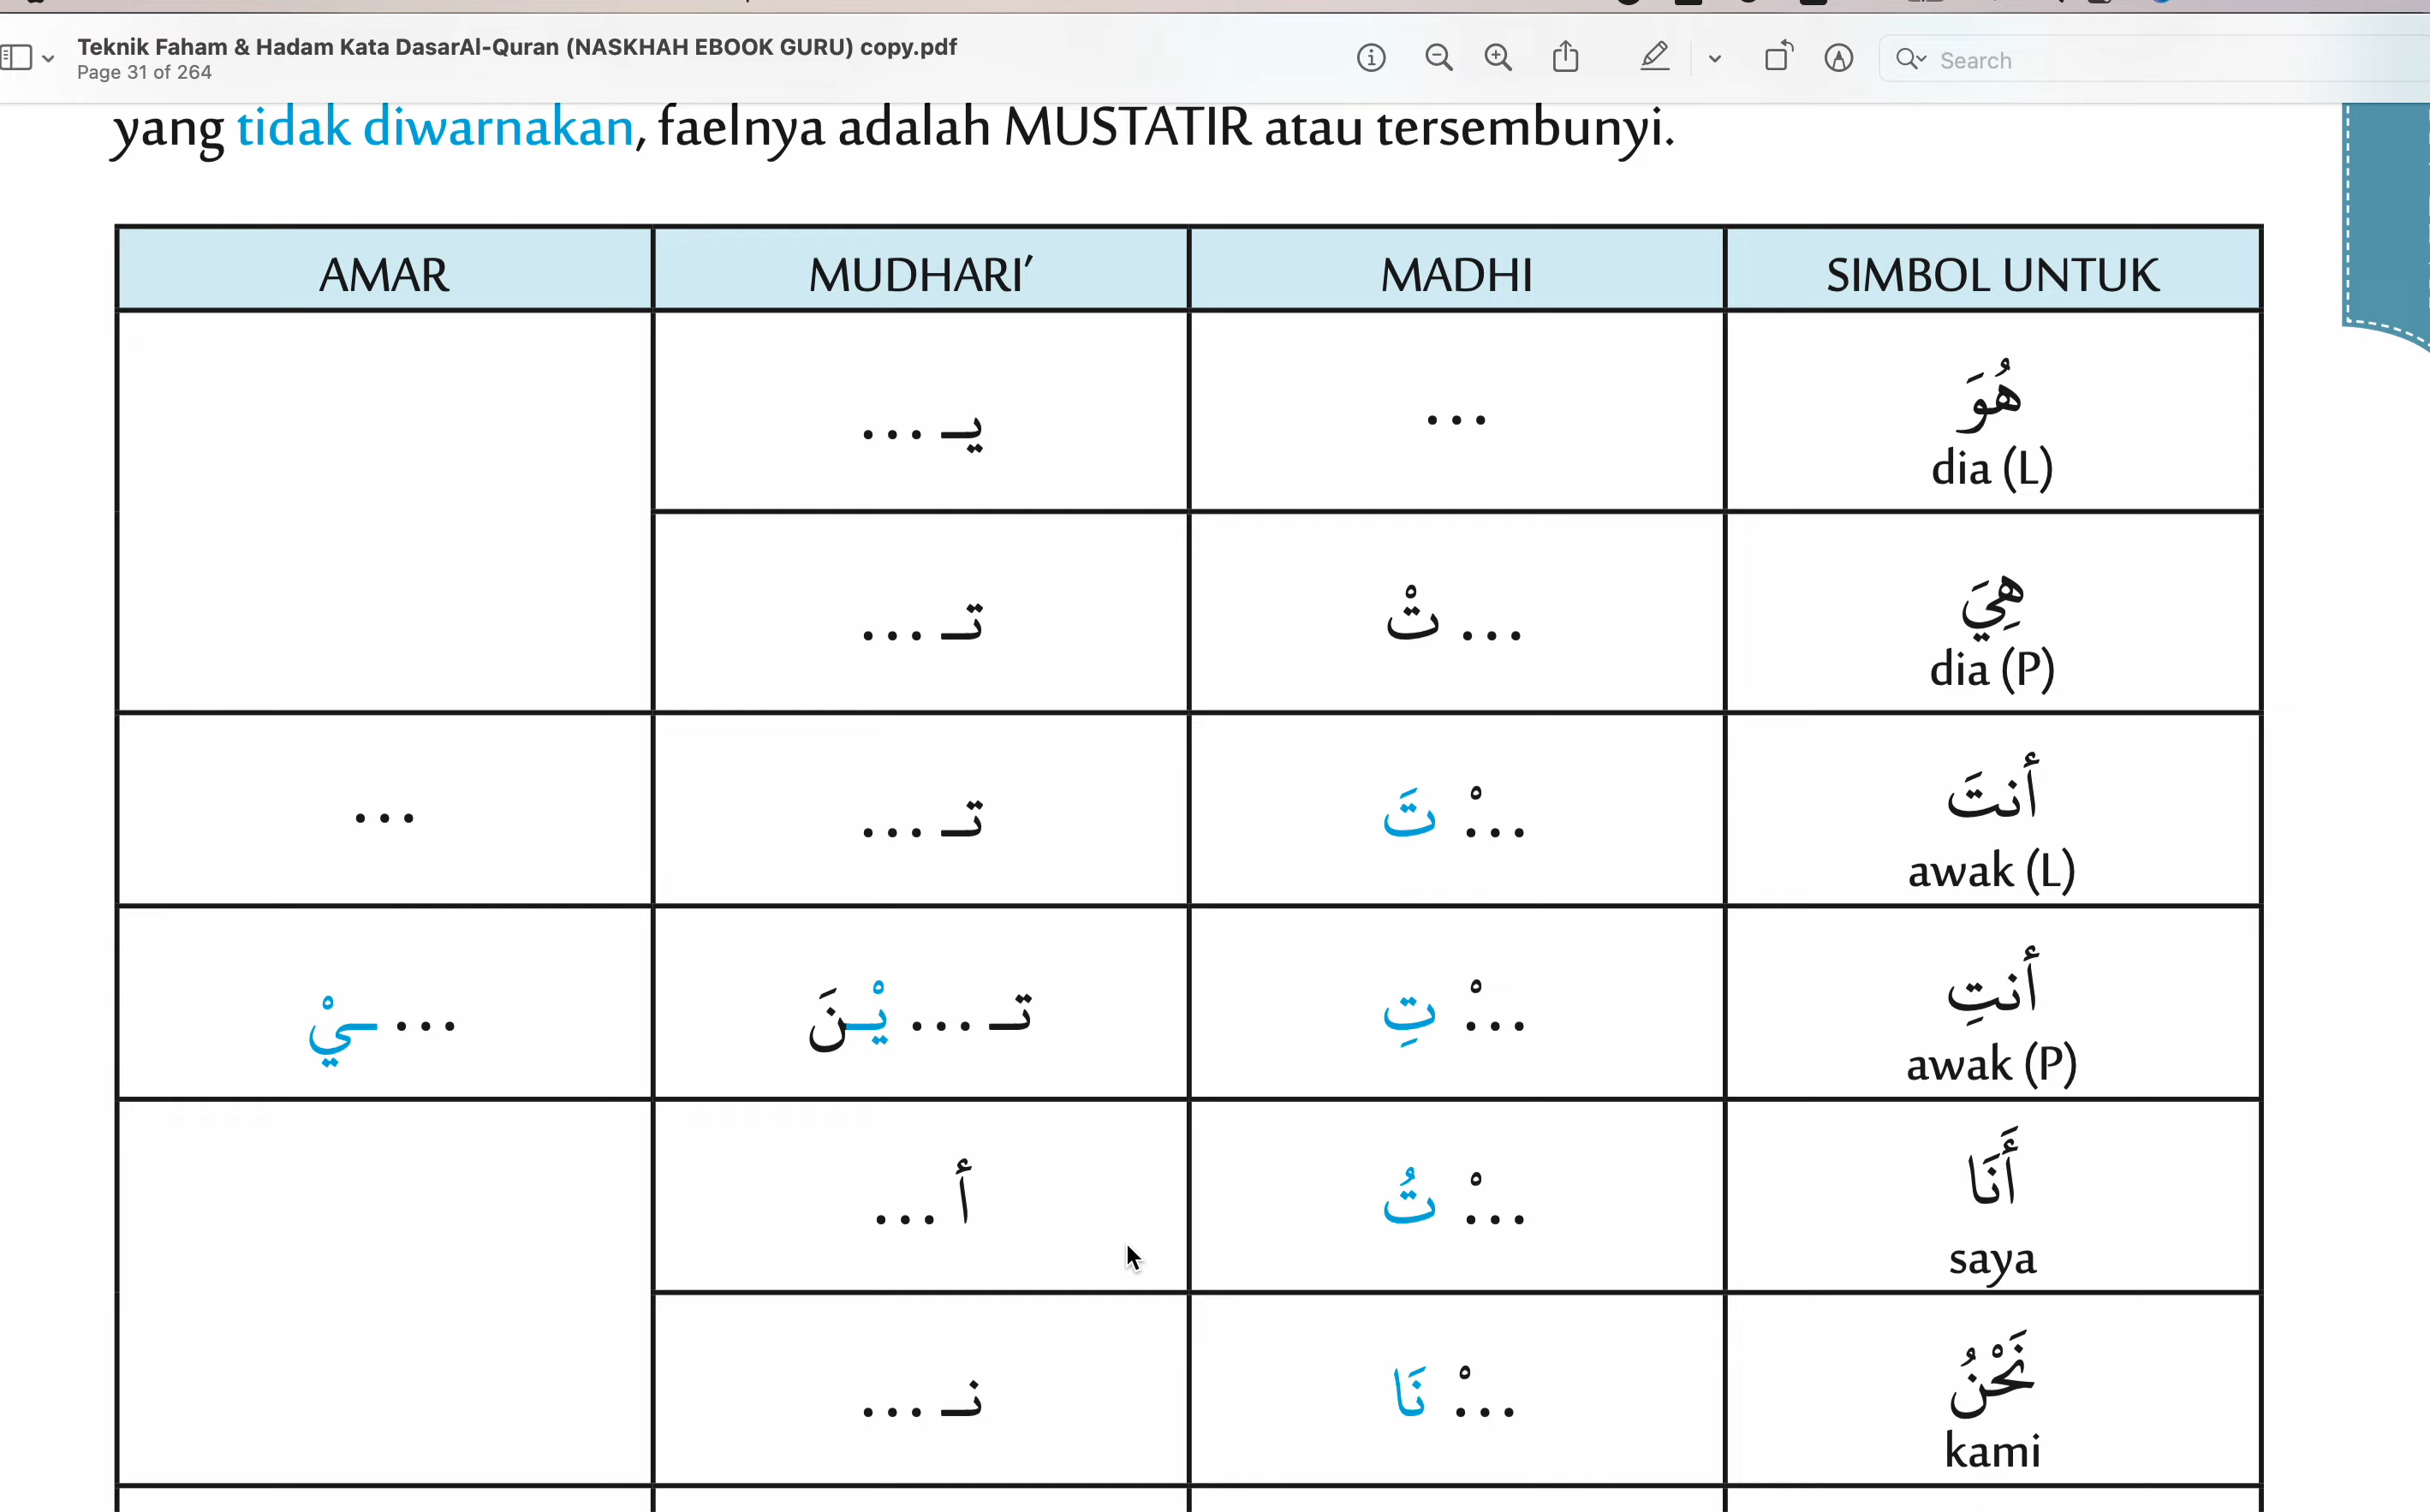 Teknik Faham & Hadam Kata DasarAl-Quran (NASKHAH EBOOK GURU) copy.pdf
Page 31 of 264
Search
yang tidak diwarnakan, faelnya adalah MUSTATIR atau tersembunyi.
AMAR MUDHARI’ MADHI SIMBOL UNTUK
هُوَ
dia (L)
...
يـ ...
هِيَ
dia (P)
... تْ
تـ ...
أَنتَ
awak (L)
...ْ تَ
تـ ...
...
أَنتِ
awak (P)
...ْ تِ
تـ ... يْـنَ
... ـيْ
أَنَا
saya
...ْ تُ
أ ...
نَحْنُ
kami
...ْ نَا
نـ ...